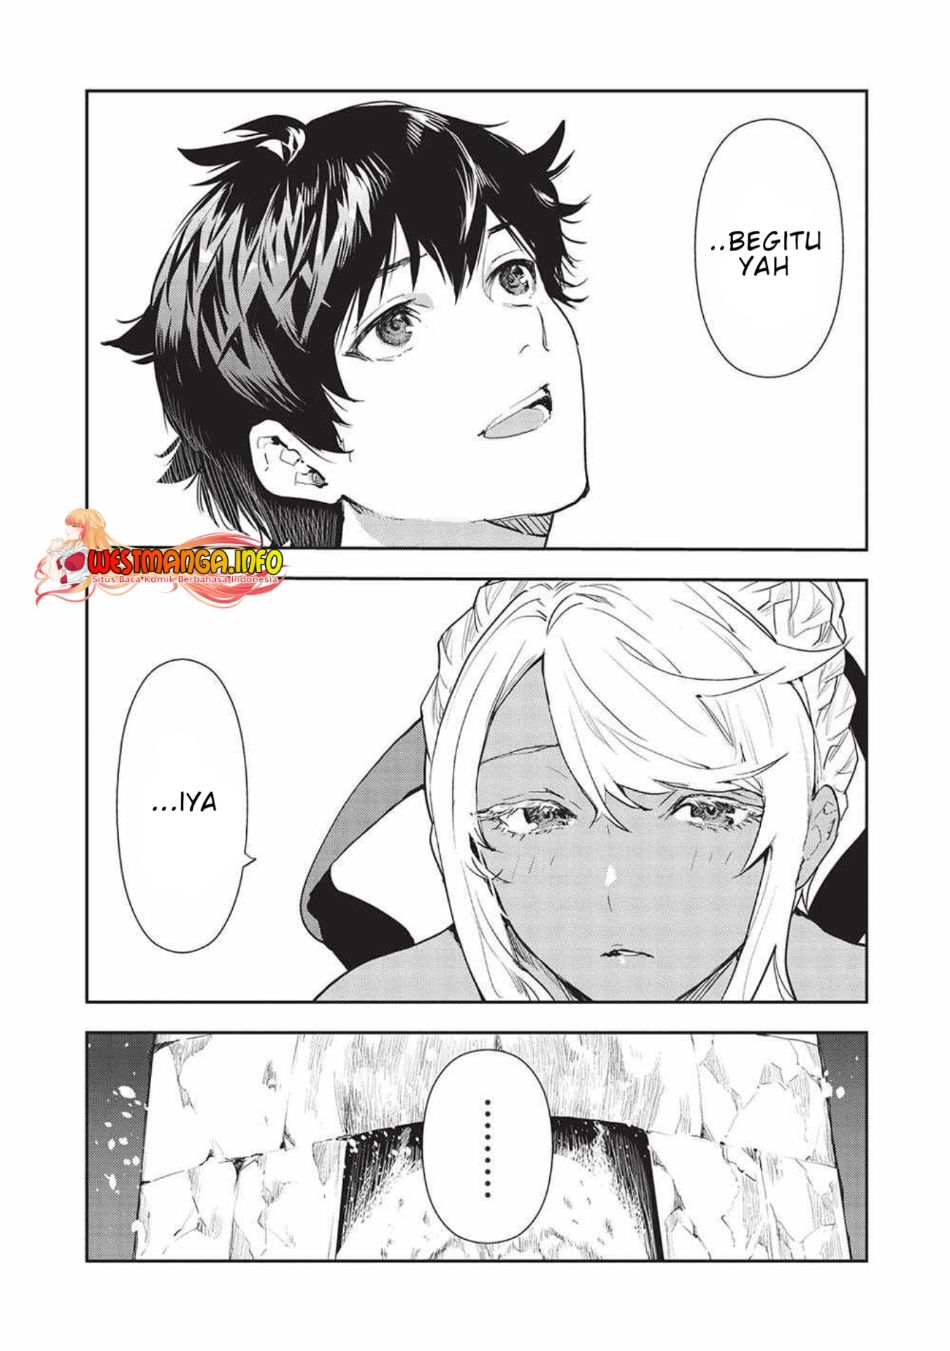 ..BEGITU
YAH
WESTMANGA.INFO
Situs Baca Komik Berbahasa Indonesia
...IYA
.........